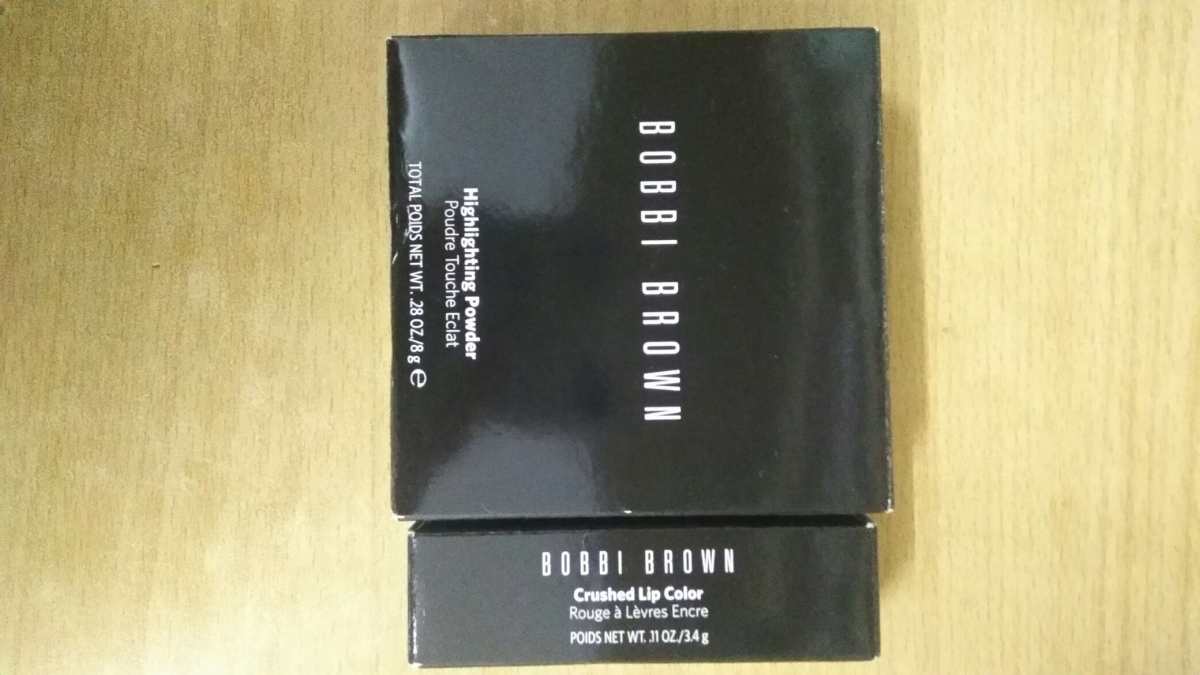 BOBBI BROWN
Highlighting Powder
Poudre Touche Eclat
TOTAL POIDS NET WT. .28 OZ./8 g ℮
BOBBI BROWN
Crushed Lip Color
Rouge à Lèvres Encre
POIDS NET WT. .11 OZ./3.4 g